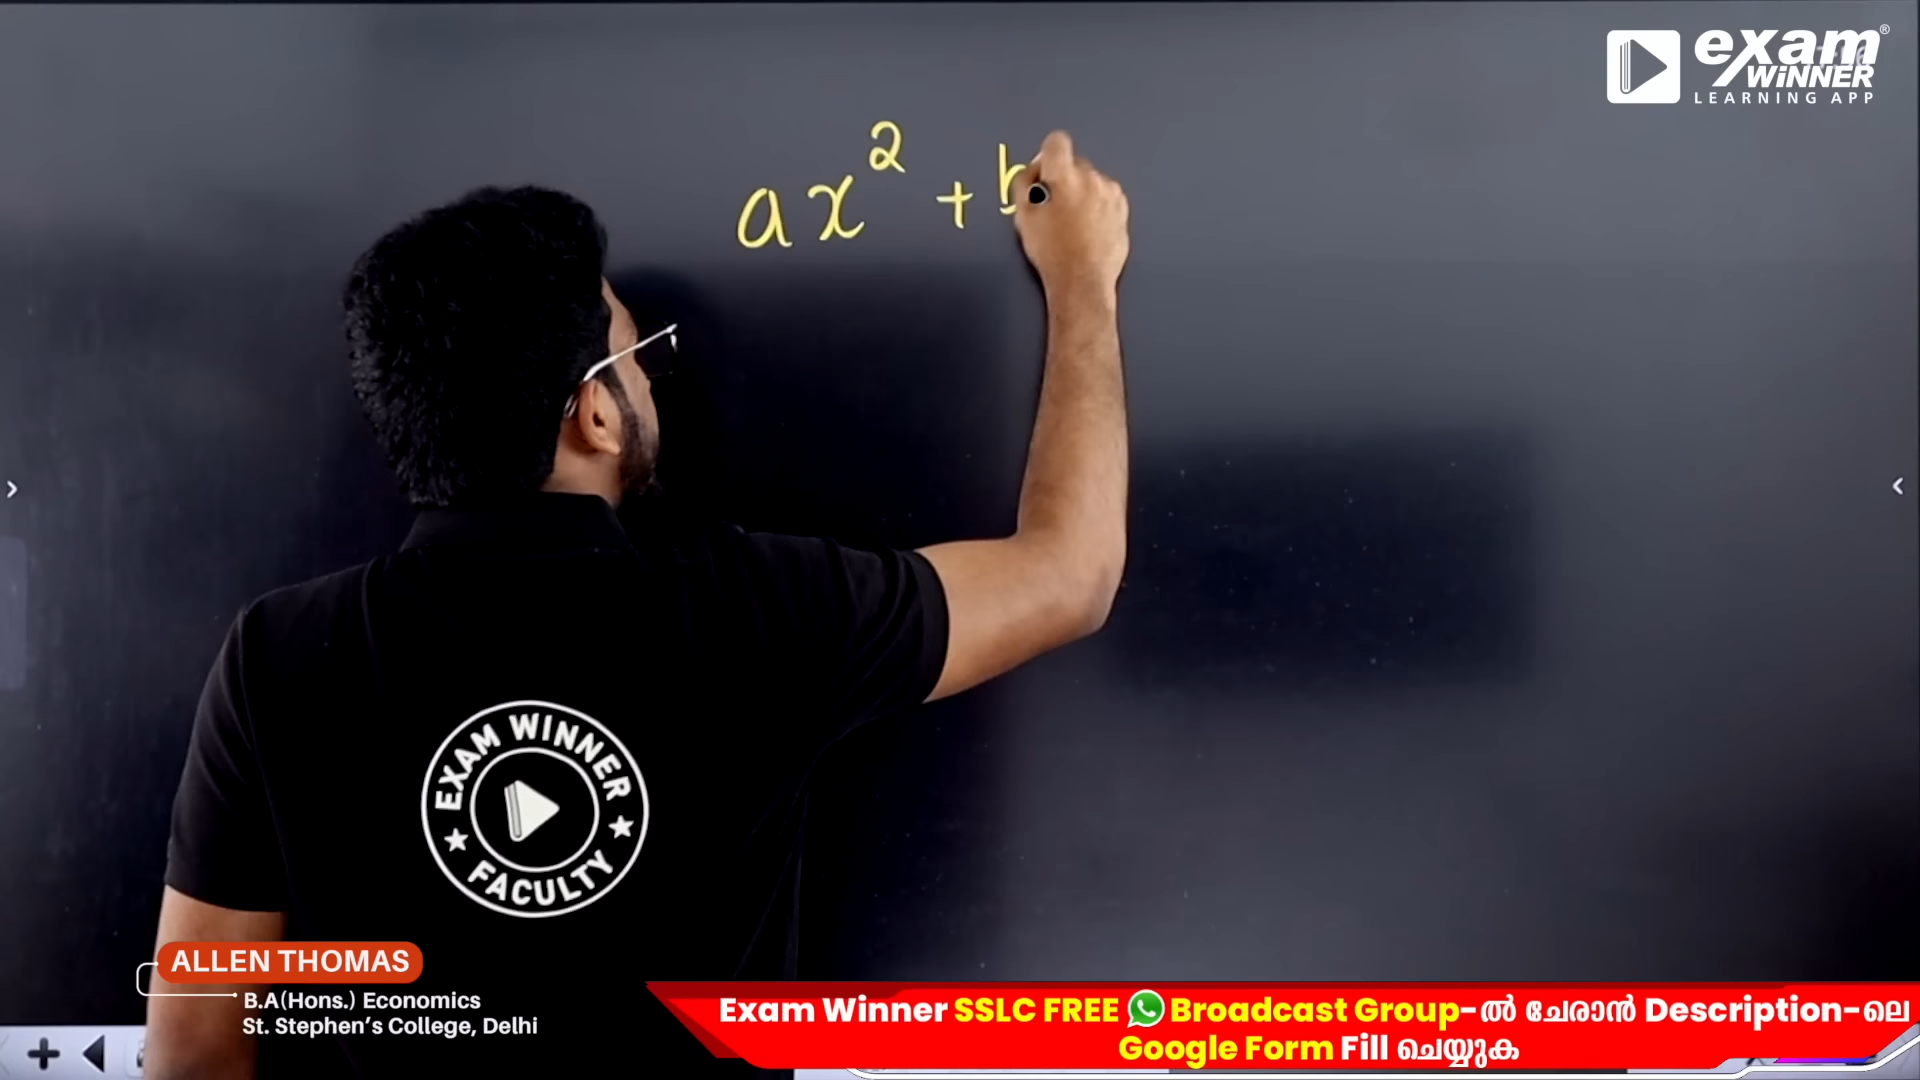 exam®
WiNNER
LEARNING APP
ax² + b
EXAM WINNER
FACULTY
ALLEN THOMAS
B.A(Hons.) Economics
St. Stephen's College, Delhi
Exam Winner SSLC FREE Broadcast Group-ൽ ചേരാൻ Description-ലെ
Google Form Fill ചെയ്യുക